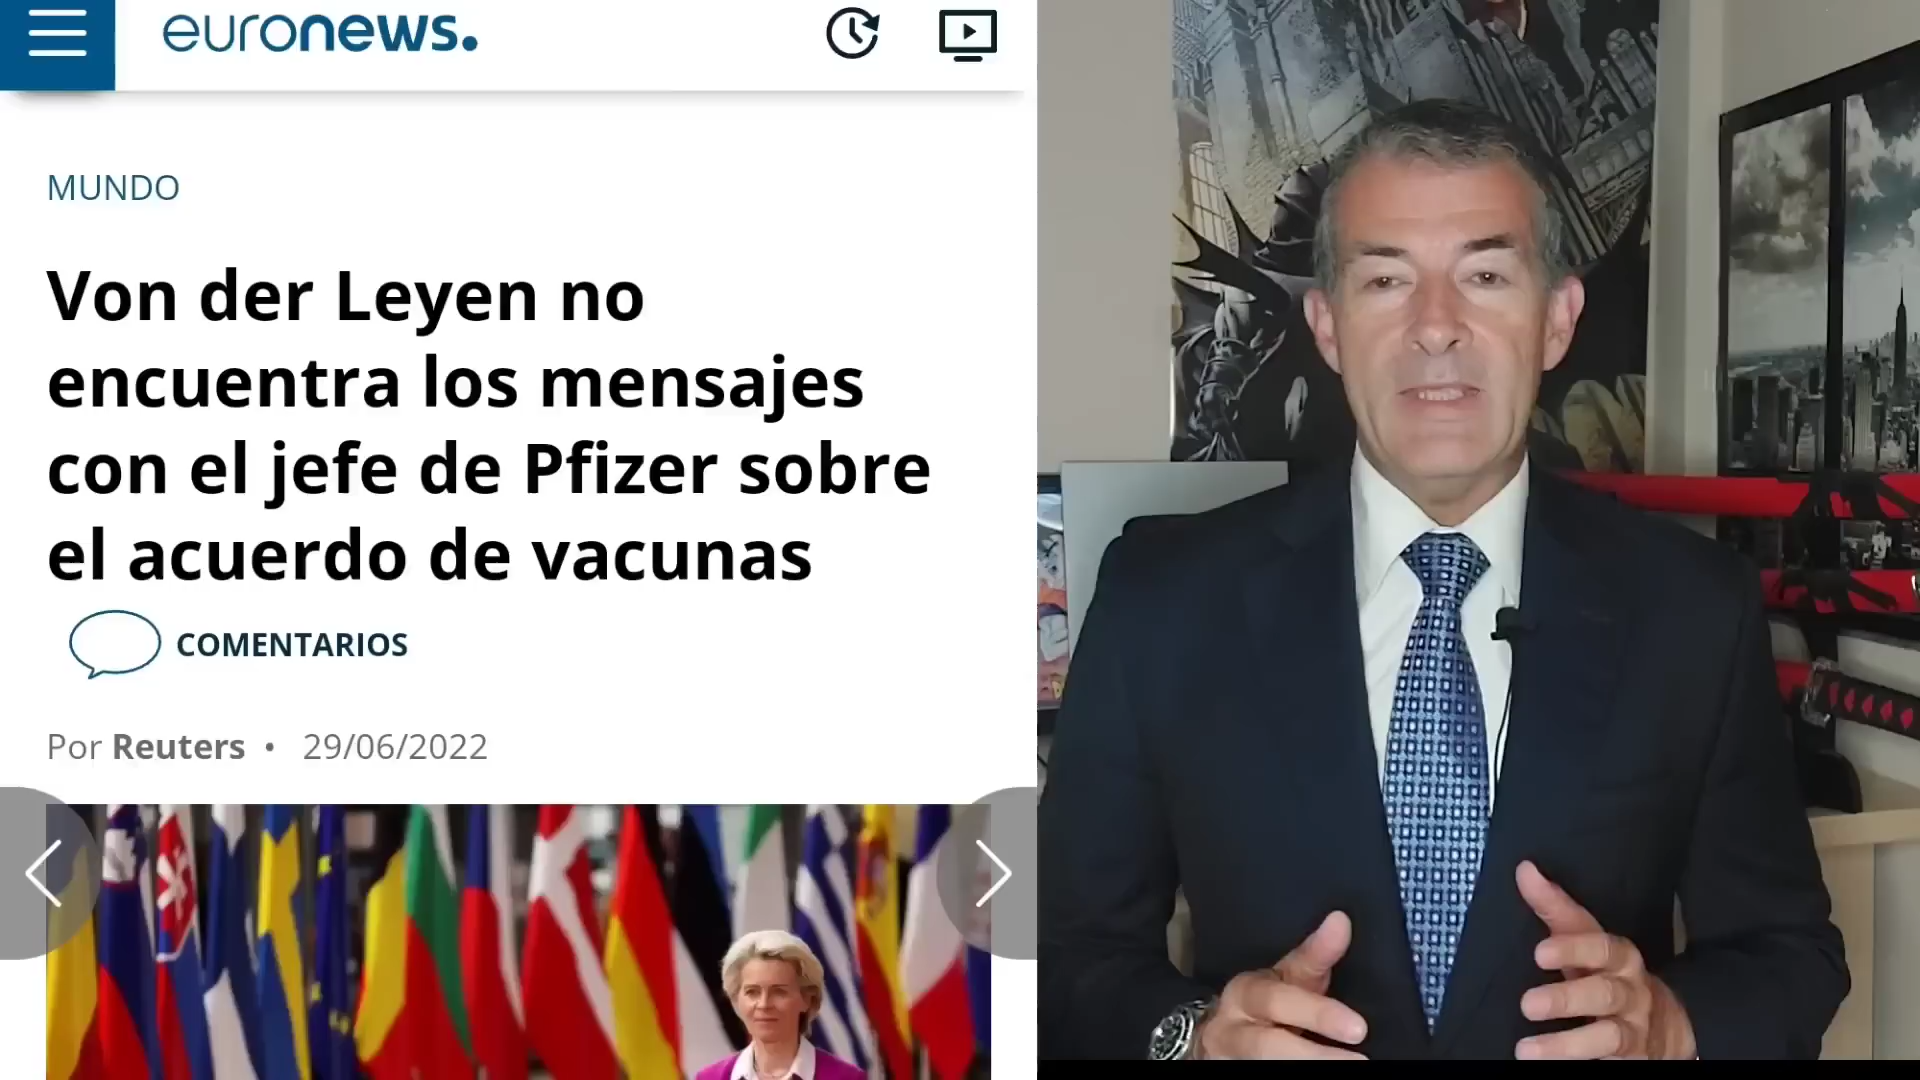 euronews.
MUNDO
Von der Leyen no
encuentra los mensajes
con el jefe de Pfizer sobre
el acuerdo de vacunas
COMENTARIOS
Por Reuters • 29/06/2022